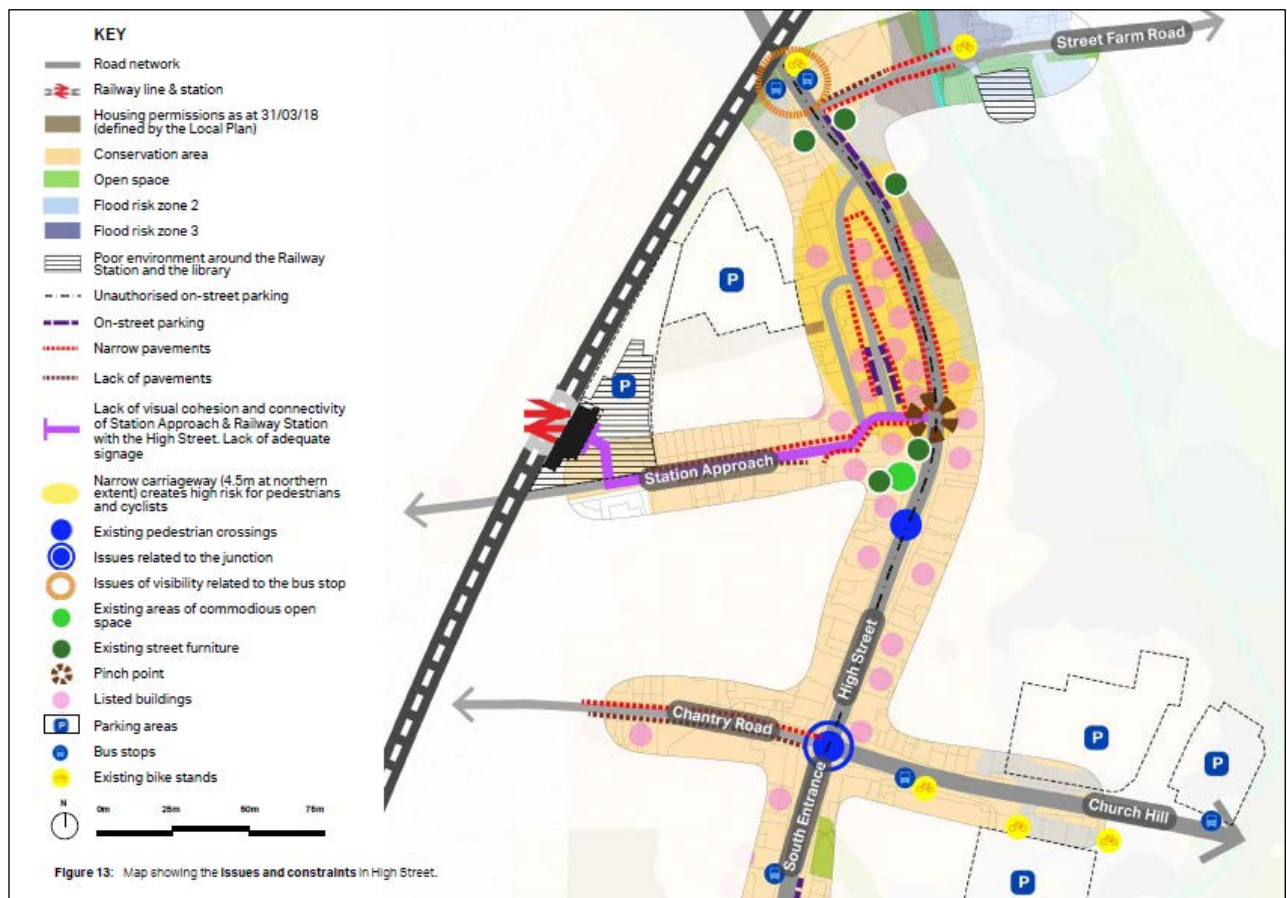 KEY
Road network
Railway line & station
Housing permissions as at 31/03/18
(defined by the Local Plan)
Conservation area
Open space
Flood risk zone 2
Flood risk zone 3
Poor environment around the Railway
Station and the library
Unauthorised on-street parking
On-street parking
Narrow pavements
Lack of pavements
Lack of visual cohesion and connectivity
of Station Approach & Railway Station
with the High Street. Lack of adequate
signage
Narrow carriageway (4.5m at northern
extent) creates high risk for pedestrians
and cyclists
Existing pedestrian crossings
Issues related to the junction
Issues of visibility related to the bus stop
Existing areas of commodious open
space
Existing street furniture
Pinch point
Listed buildings
P
Parking areas
Bus stops
Existing bike stands
N
0m 25m 50m 75m
Figure 13: Map showing the issues and constraints in High Street.
Street Farm Road
P
P
Station Approach
High Street
Chantry Road
South Entrance
Church Hill
P
P
P